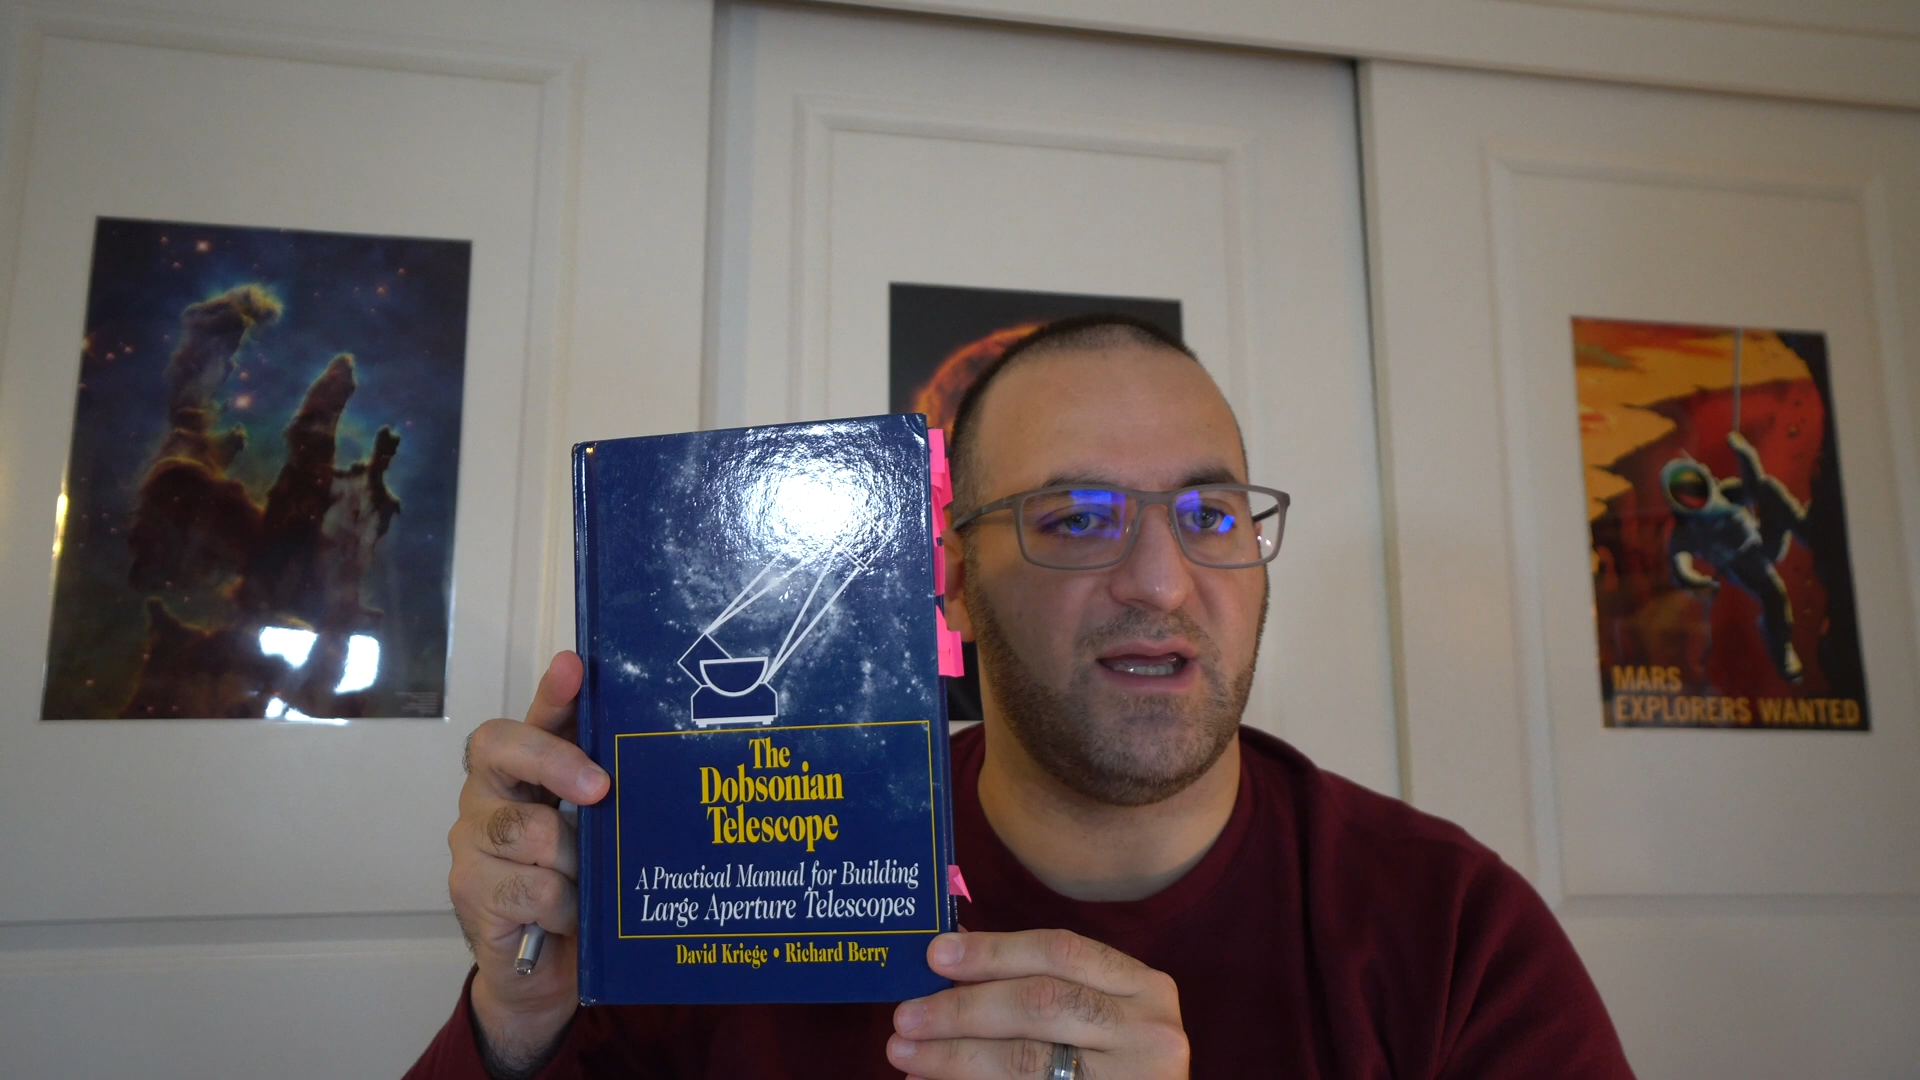 The
Dobsonian
Telescope
A Practical Manual for Building
Large Aperture Telescopes
David Kriege • Richard Berry
MARS
EXPLORERS WANTED